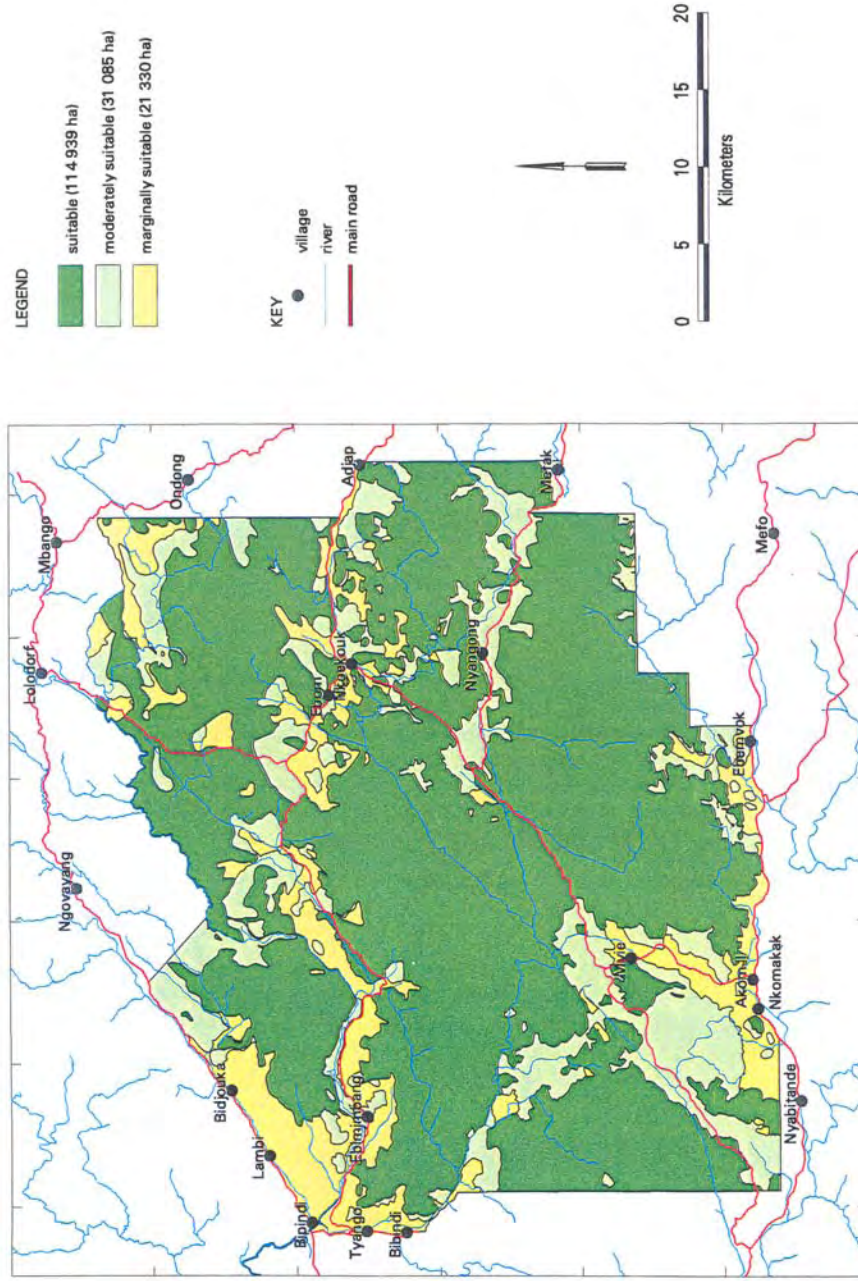 LEGEND
suitable (114 939 ha)
moderately suitable (31 085 ha)
marginally suitable (21 330 ha)
KEY
village
river
main road
0 5 10 15 20
Kilometers
Lolodorf
Mbango
Ngovayang
Ondong
Bidjouka
Lambi
Bipindi
Ebom
Nkoekouk
Adjap
Tyango
Ebimimbang
Bibindi
Nyangong
Mefak
Mvie
Ebemvok
Akom II
Nkomakak
Mefo
Nyabitande